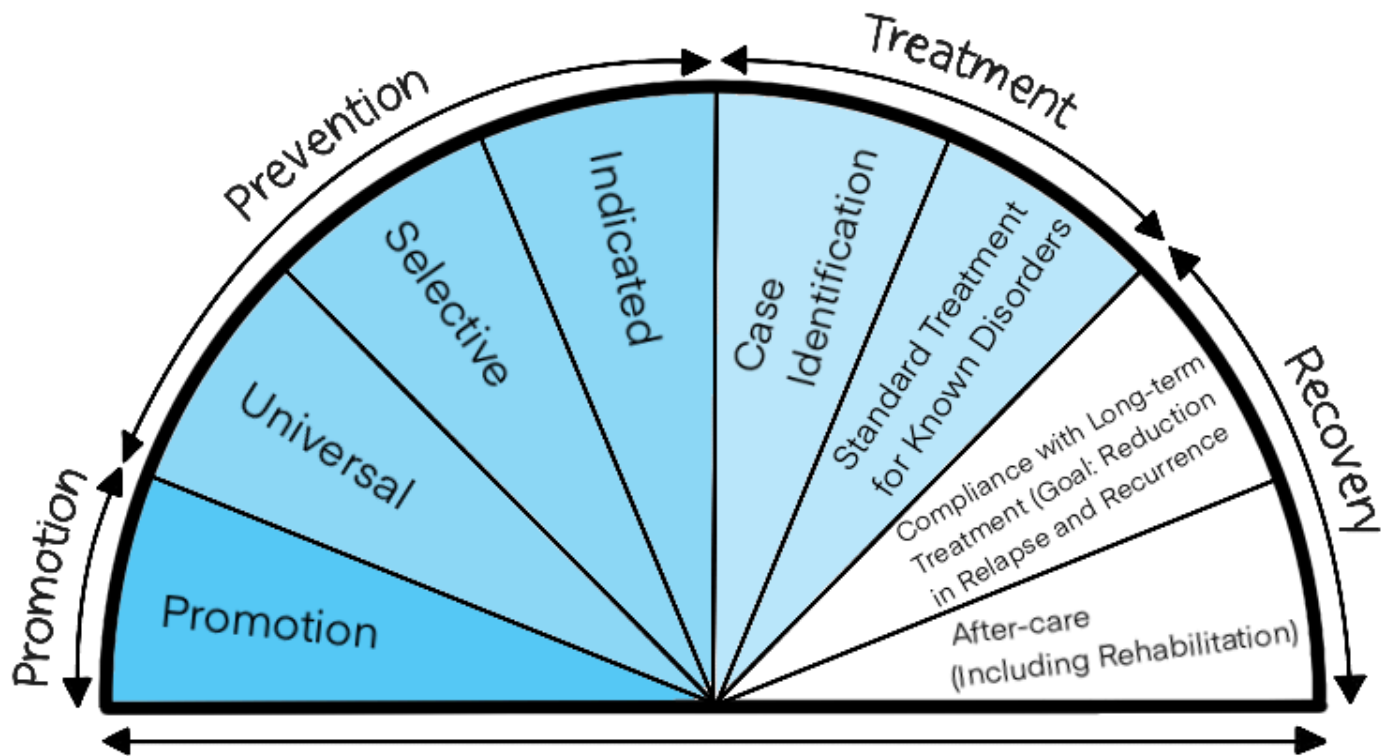 Promotion
Prevention
Treatment
Recovery
Promotion
Universal
Selective
Indicated
Case
Identification
Standard Treatment
for Known Disorders
Compliance with Long-term
Treatment (Goal: Reduction
in Relapse and Recurrence
After-care
(Including Rehabilitation)